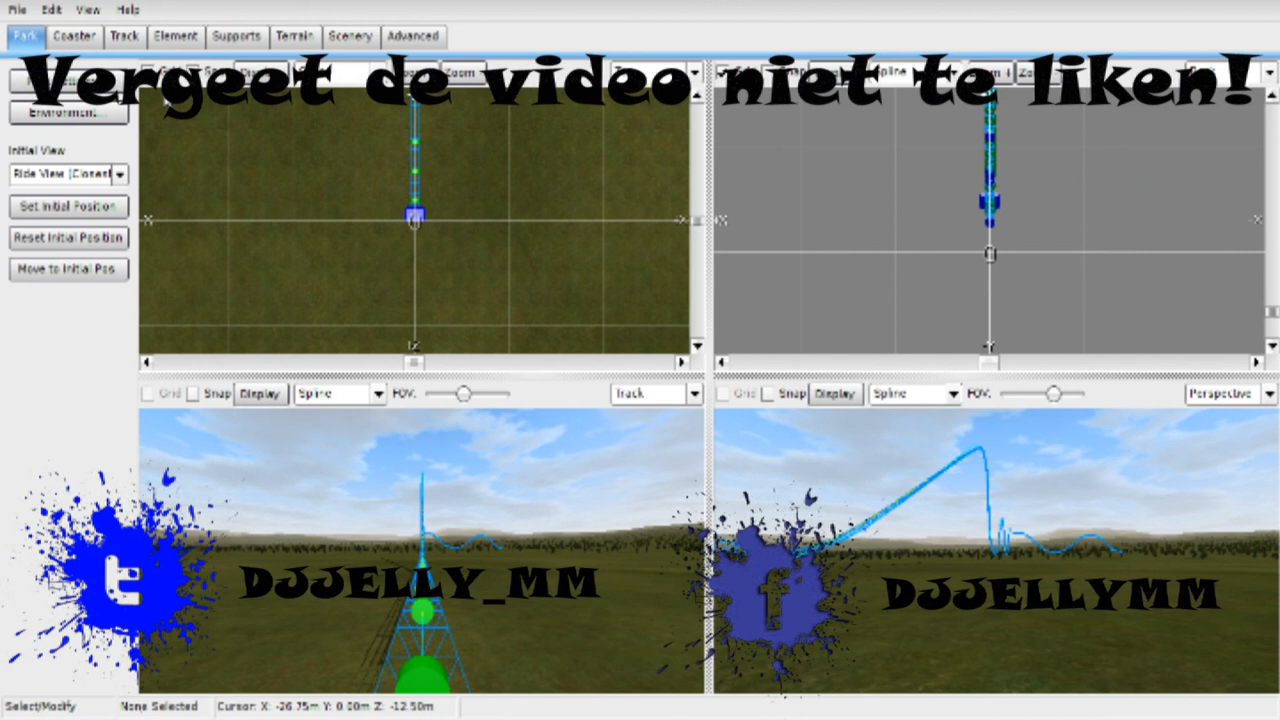 File Edit View Help
Park Coaster Track Element Supports Terrain Scenery Advanced
Vergeet de video niet te liken!
Zoom
Environment...
Initial View
Ride View (Closest
Set Initial Position
Reset Initial Position
Move to Initial Pos
Grid Snap Display Spline FOV: Track
Grid Snap Display Spline FOV: Perspective
t DJJELLY_MM
f DJJELLYMM
Select/Modify None Selected Cursor: X: -26.75m Y: 0.00m Z: -12.50m